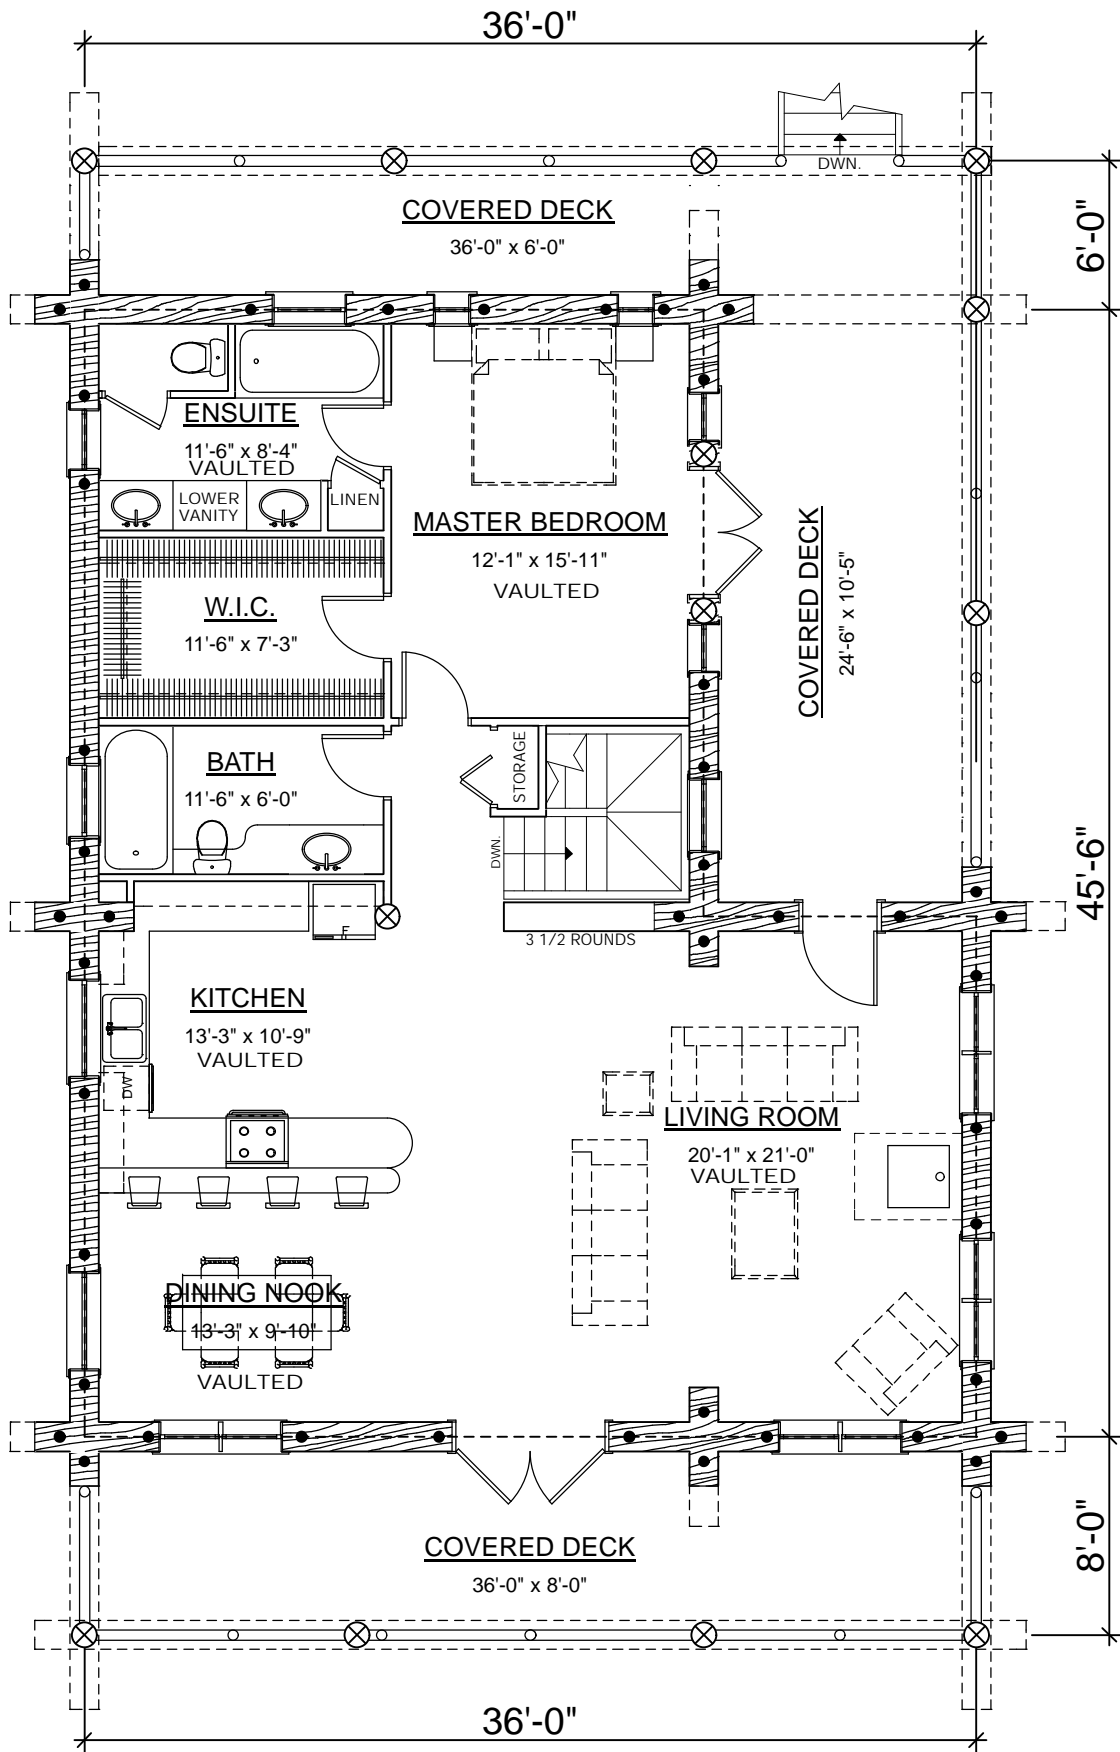 36'-0"
DWN.
COVERED DECK
36'-0" x 6'-0"
6'-0"
ENSUITE
11'-6" x 8'-4"
VAULTED
LOWER
VANITY
LINEN
MASTER BEDROOM
12'-1" x 15'-11"
VAULTED
COVERED DECK
24'-6" x 10'-5"
W.I.C.
11'-6" x 7'-3"
BATH
11'-6" x 6'-0"
STORAGE
DWN.
45'-6"
F
3 1/2 ROUNDS
KITCHEN
13'-3" x 10'-9"
VAULTED
DW
LIVING ROOM
20'-1" x 21'-0"
VAULTED
DINING NOOK
13'-3" x 9'-10"
VAULTED
COVERED DECK
36'-0" x 8'-0"
8'-0"
36'-0"